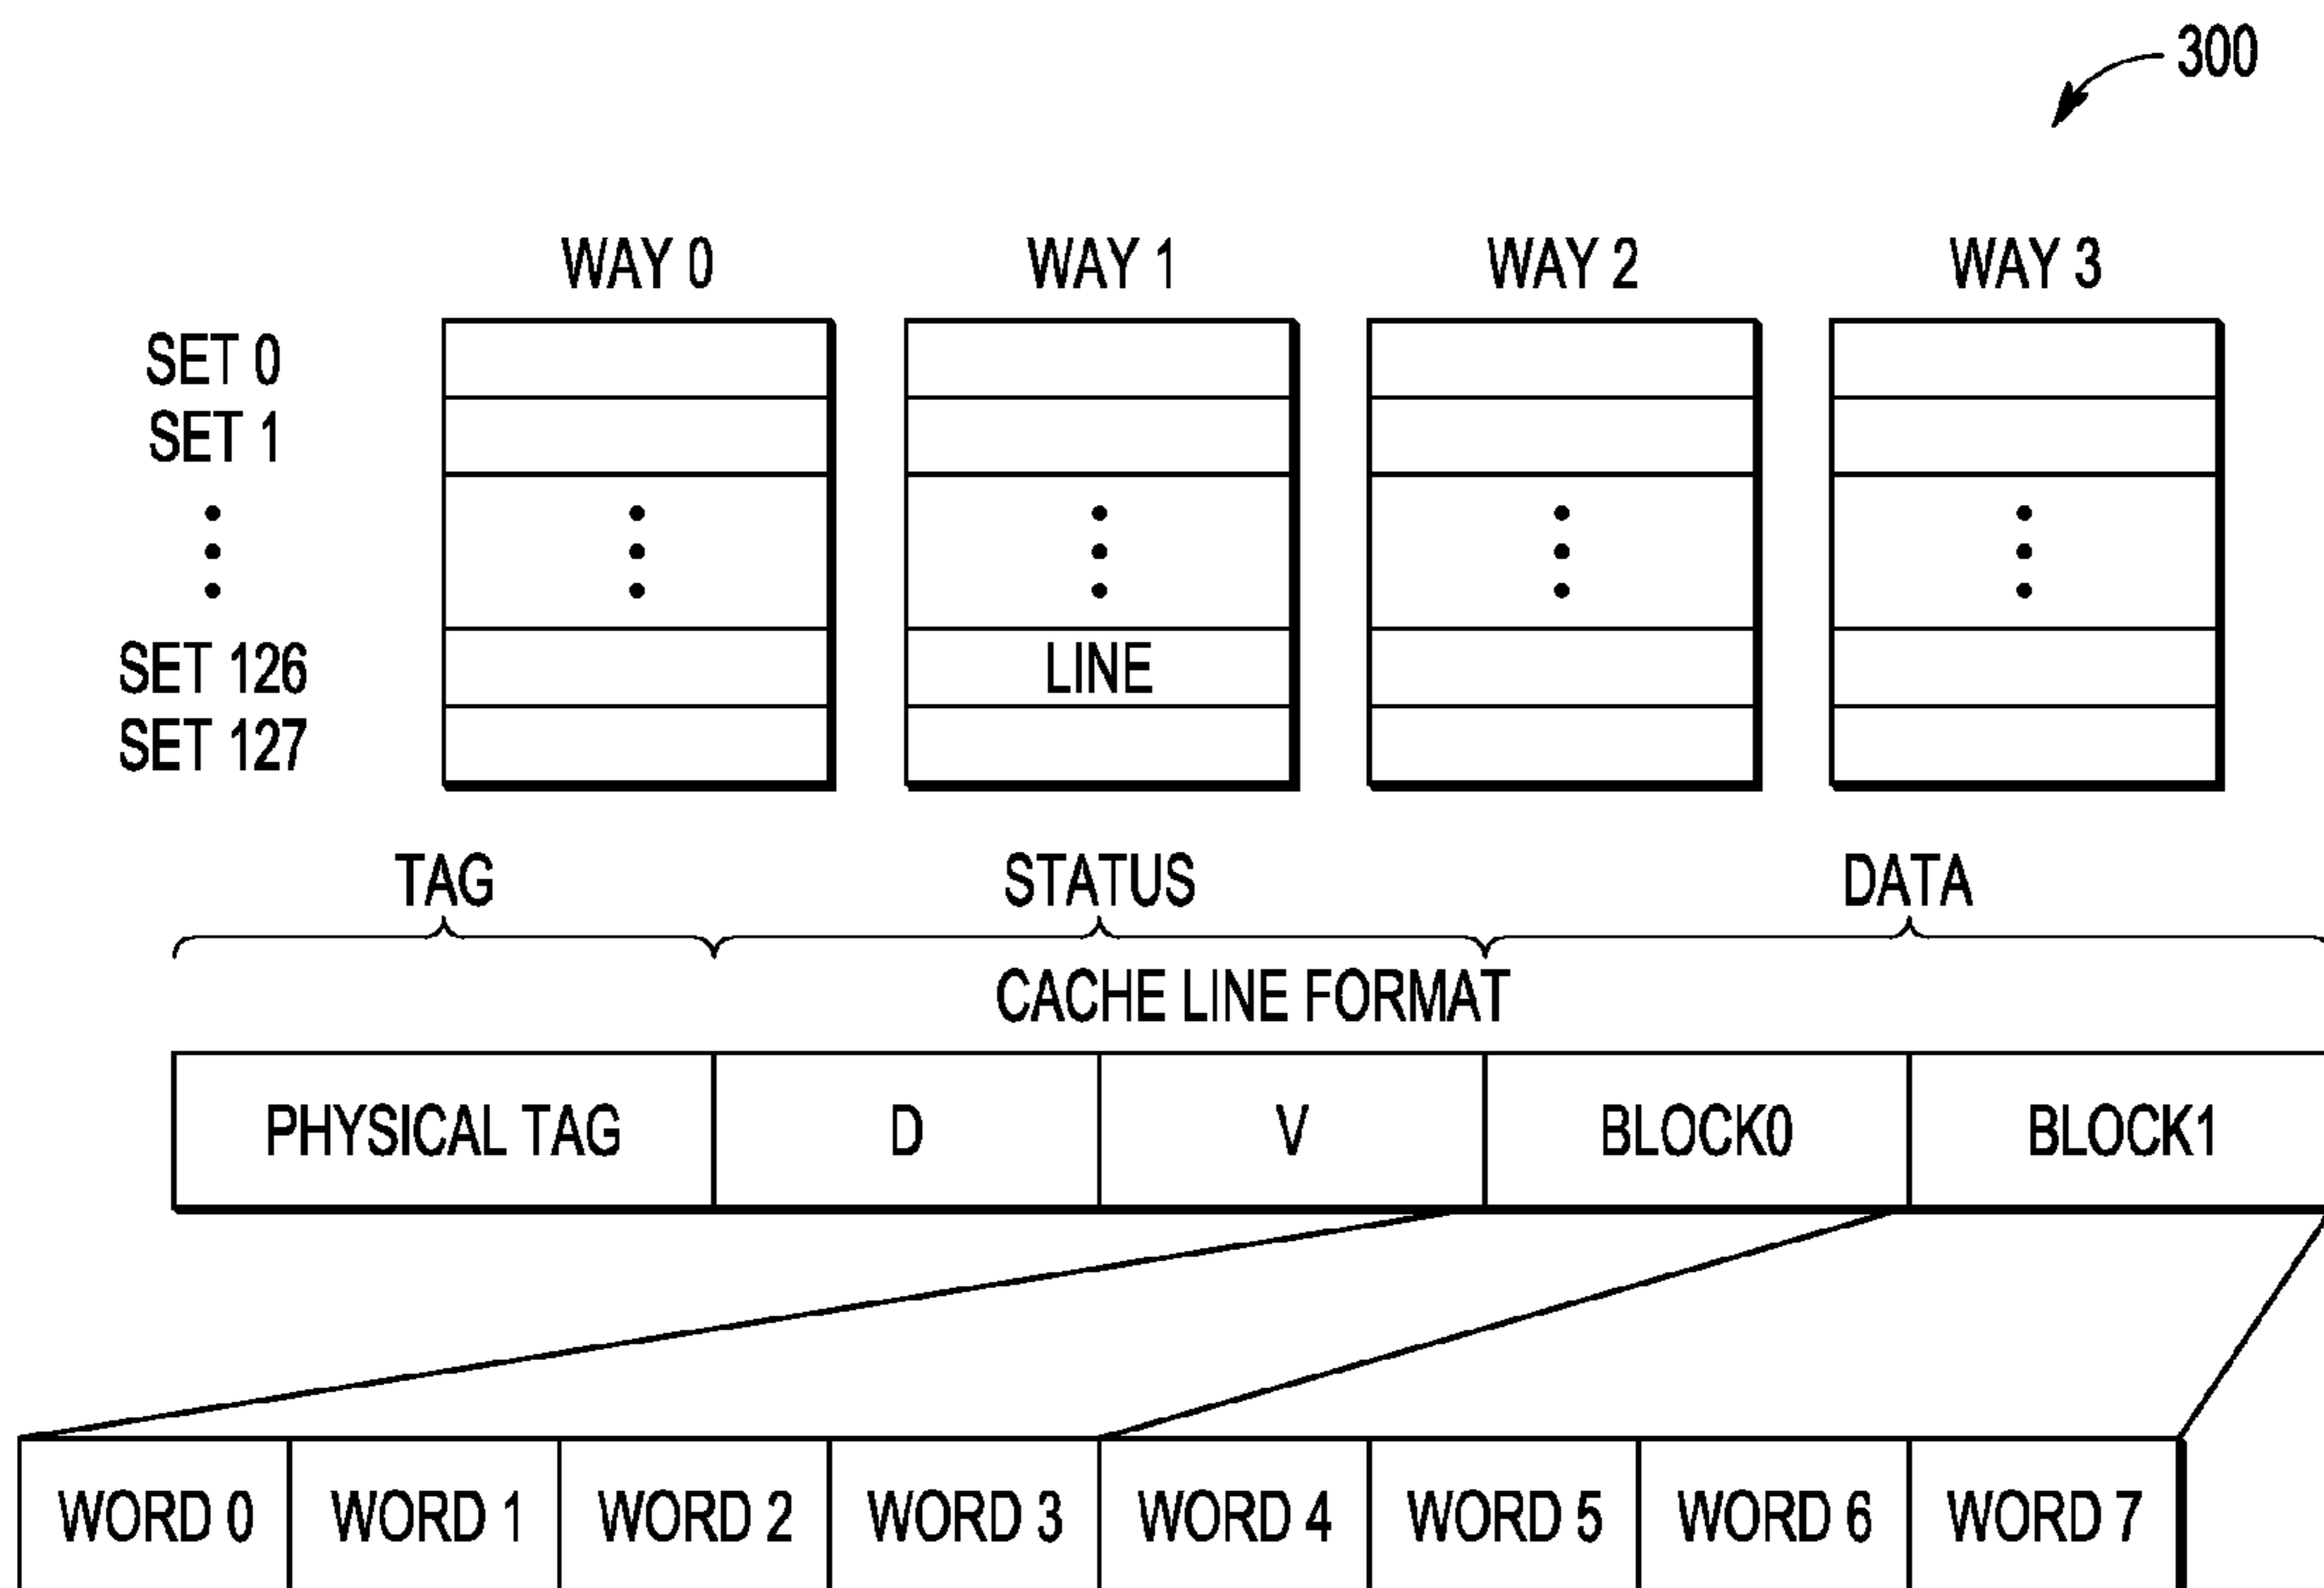 300
WAY 0 WAY 1 WAY 2 WAY 3
SET 0
SET 1
SET 126 LINE
SET 127
TAG STATUS DATA
CACHE LINE FORMAT
PHYSICAL TAG D V BLOCK0 BLOCK1
WORD 0 WORD 1 WORD 2 WORD 3 WORD 4 WORD 5 WORD 6 WORD 7